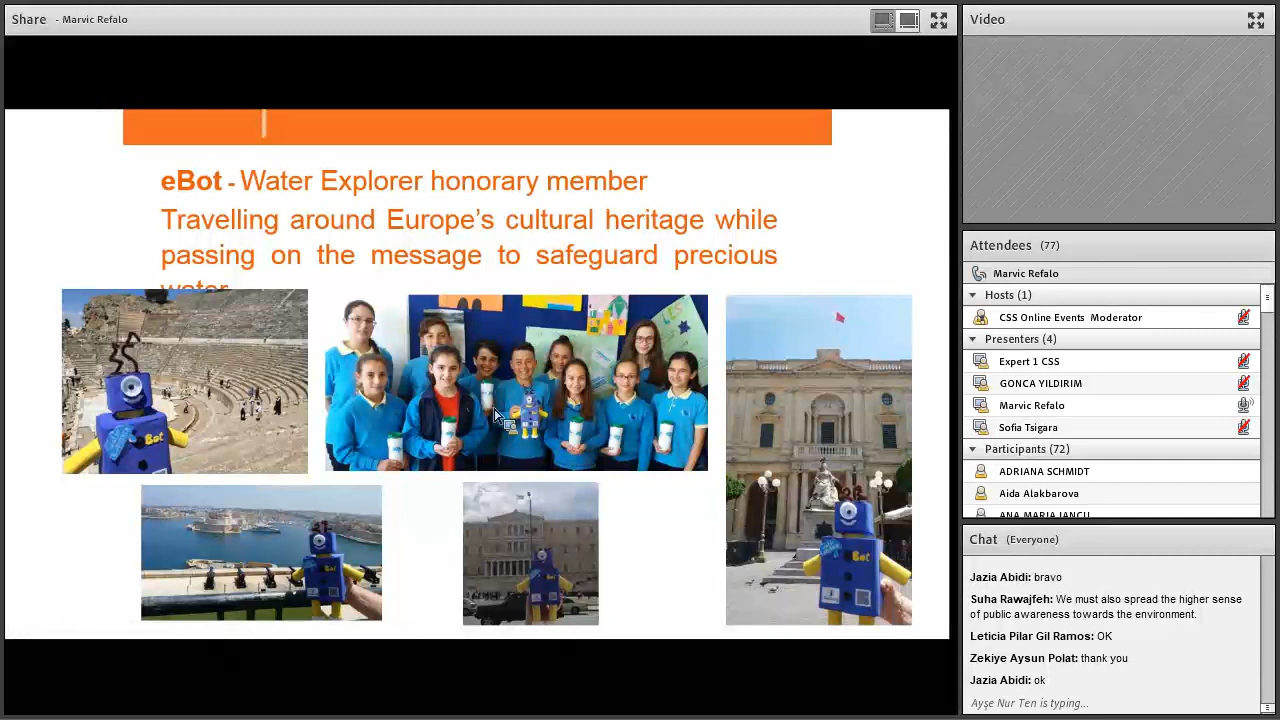 Share - Marvic Refalo
eBot - Water Explorer honorary member
Travelling around Europe's cultural heritage while
passing on the message to safeguard precious
water
Bot
Bot
Bot
Video
Attendees (77)
Marvic Refalo
Hosts (1)
CSS Online Events Moderator
Presenters (4)
Expert 1 CSS
GONCA YILDIRIM
Marvic Refalo
Sofia Tsigara
Participants (72)
ADRIANA SCHMIDT
Aida Alakbarova
ANA MARIA IANCU
Chat (Everyone)
Jazia Abidi: bravo
Suha Rawajfeh: We must also spread the higher sense
of public awareness towards the environment.
Leticia Pilar Gil Ramos: OK
Zekiye Aysun Polat: thank you
Jazia Abidi: ok
Ayşe Nur Ten is typing...